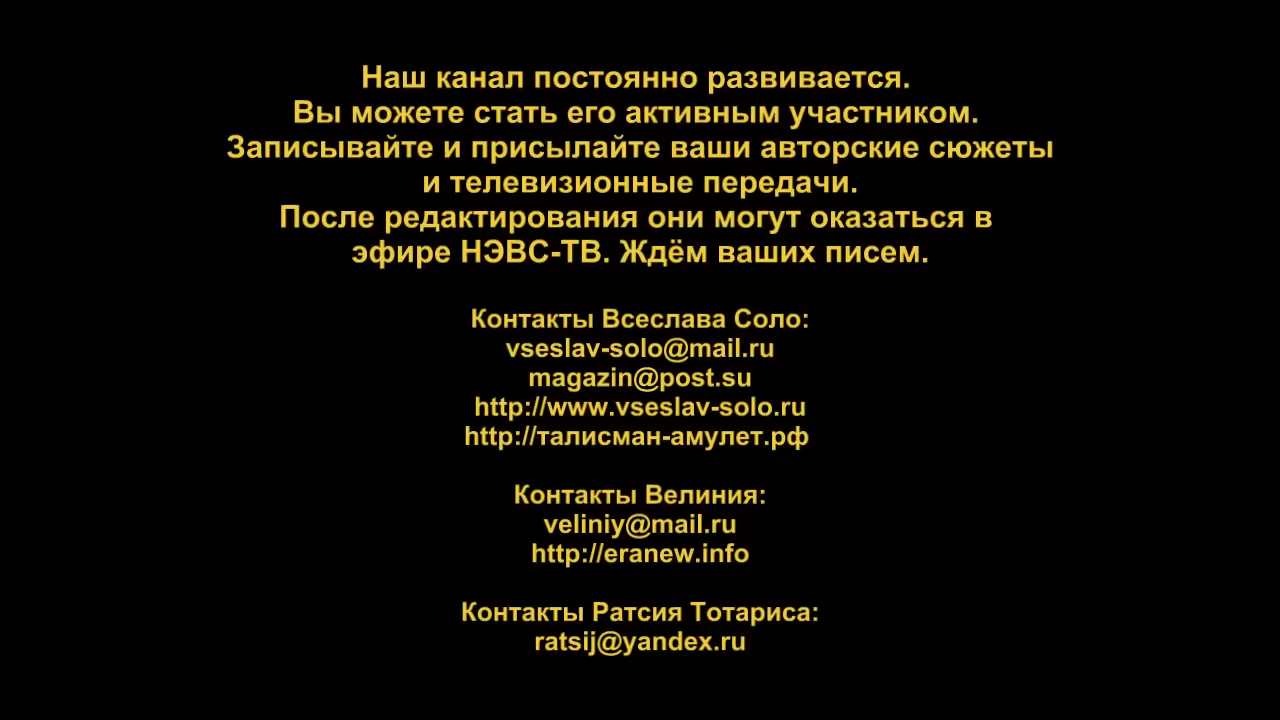 Наш канал постоянно развивается.
Вы можете стать его активным участником.
Записывайте и присылайте ваши авторские сюжеты
и телевизионные передачи.
После редактирования они могут оказаться в
эфире НЭВС-ТВ. Ждём ваших писем.
Контакты Всеслава Соло:
vseslav-solo@mail.ru
magazin@post.su
http://www.vseslav-solo.ru
http://талисман-амулет.рф
Контакты Велиния:
veliniy@mail.ru
http://eranew.info
Контакты Ратсия Тотариса:
ratsij@yandex.ru